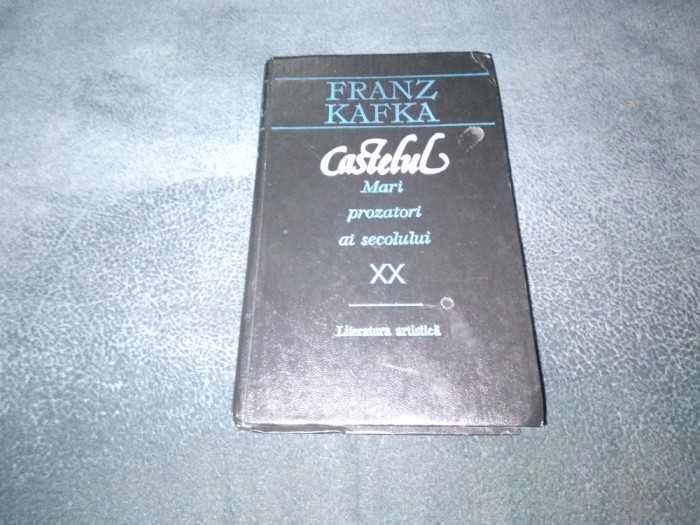 FRANZ
KAFKA
Castelul
Mari
prozatori
ai secolului
XX
Literatura artistică